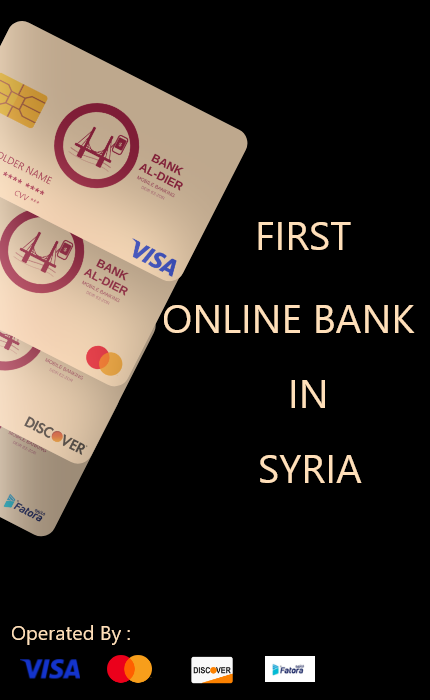 BANK
AL-DIER
MOBILE BANKING
OLDER NAME
**** ****
CVV ***
VISA
BANK
AL-DIER
MOBILE BANKING
DISCOVER
Fatora
FIRST
ONLINE BANK
IN
SYRIA
Operated By :
VISA
DISCOVER
Fatora